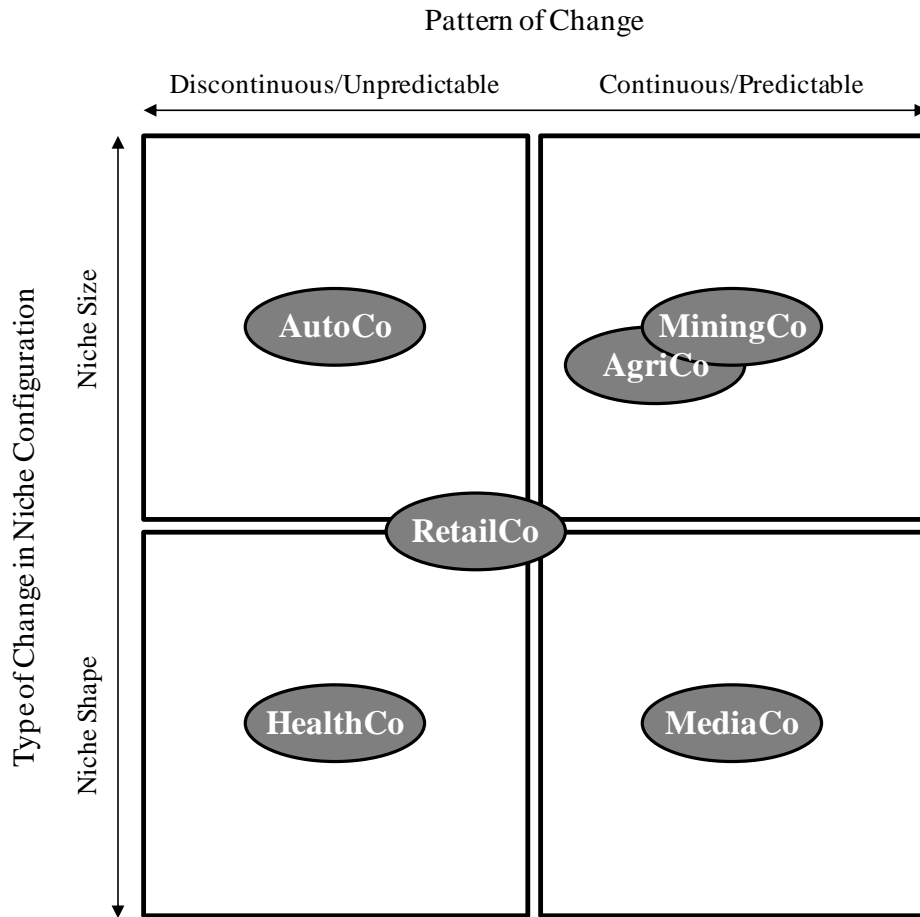 Pattern of Change
Discontinuous/Unpredictable
Continuous/Predictable
Type of Change in Niche Configuration
Niche Size
Niche Shape
AutoCo
MiningCo
AgriCo
RetailCo
HealthCo
MediaCo